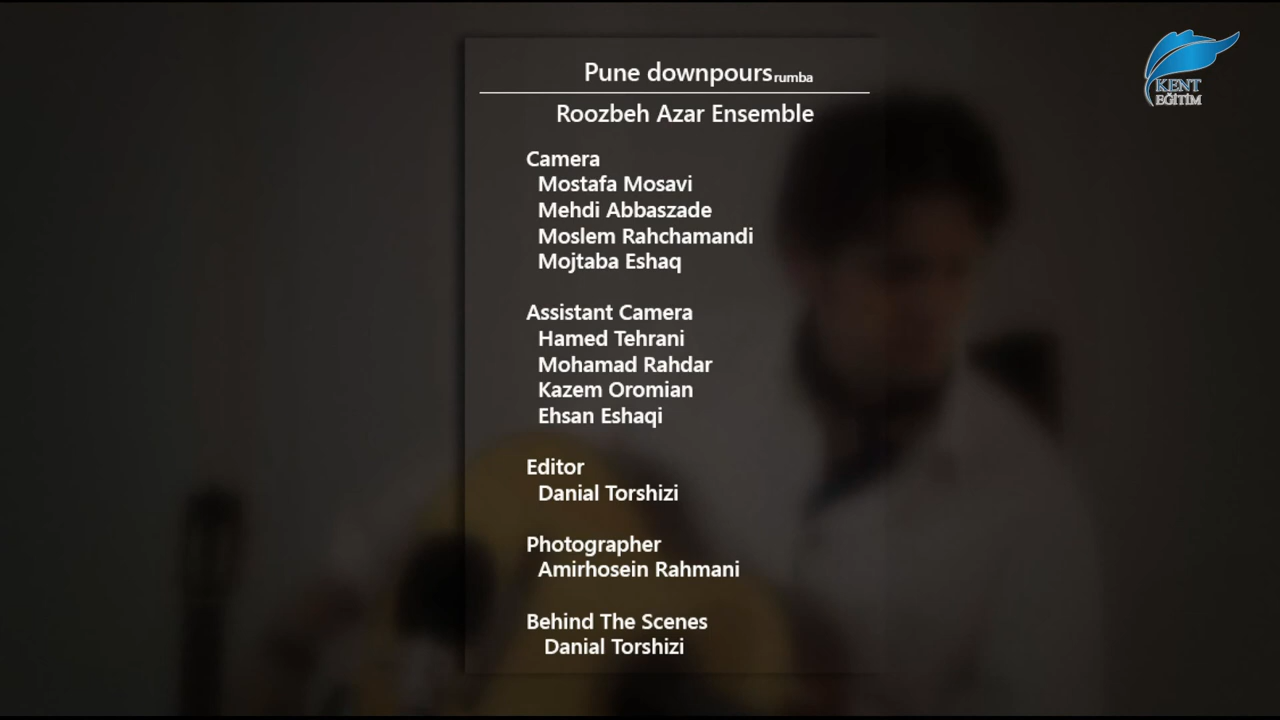 Pune downpours rumba
Roozbeh Azar Ensemble
Camera
Mostafa Mosavi
Mehdi Abbaszade
Moslem Rahchamandi
Mojtaba Eshaq
Assistant Camera
Hamed Tehrani
Mohamad Rahdar
Kazem Oromian
Ehsan Eshaqi
Editor
Danial Torshizi
Photographer
Amirhosein Rahmani
Behind The Scenes
Danial Torshizi
KENT
EĞİTİM